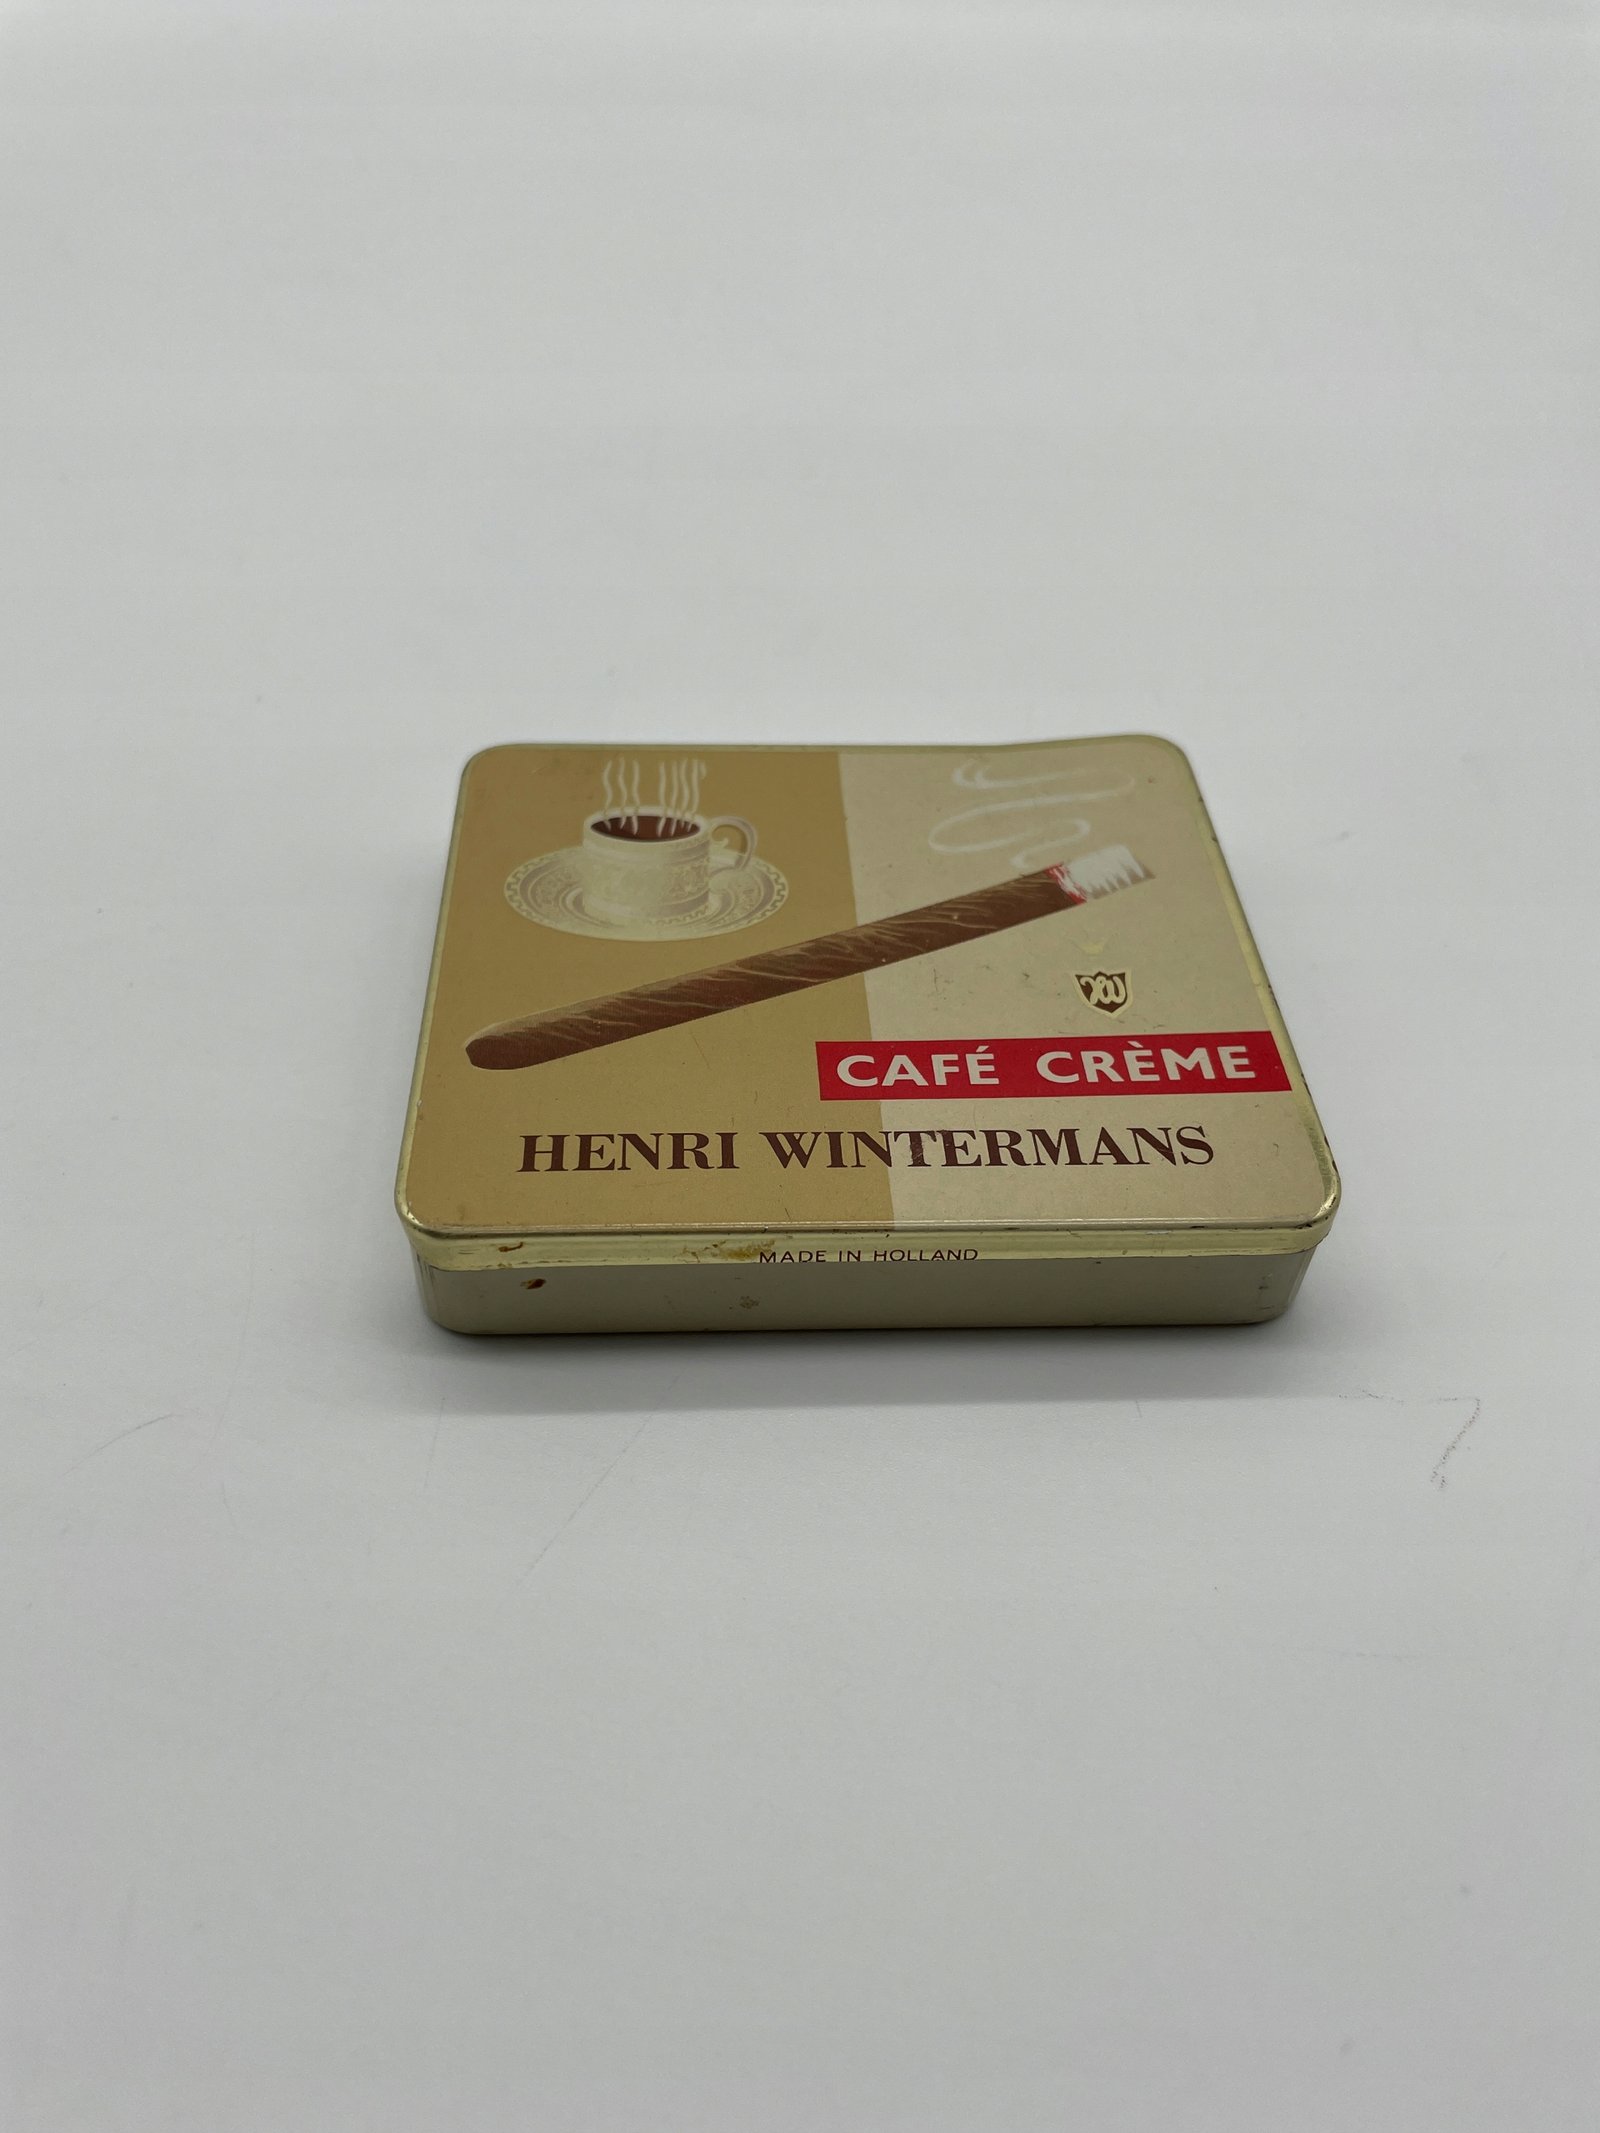 CAFÉ CRÈME
HENRI WINTERMANS
MADE IN HOLLAND